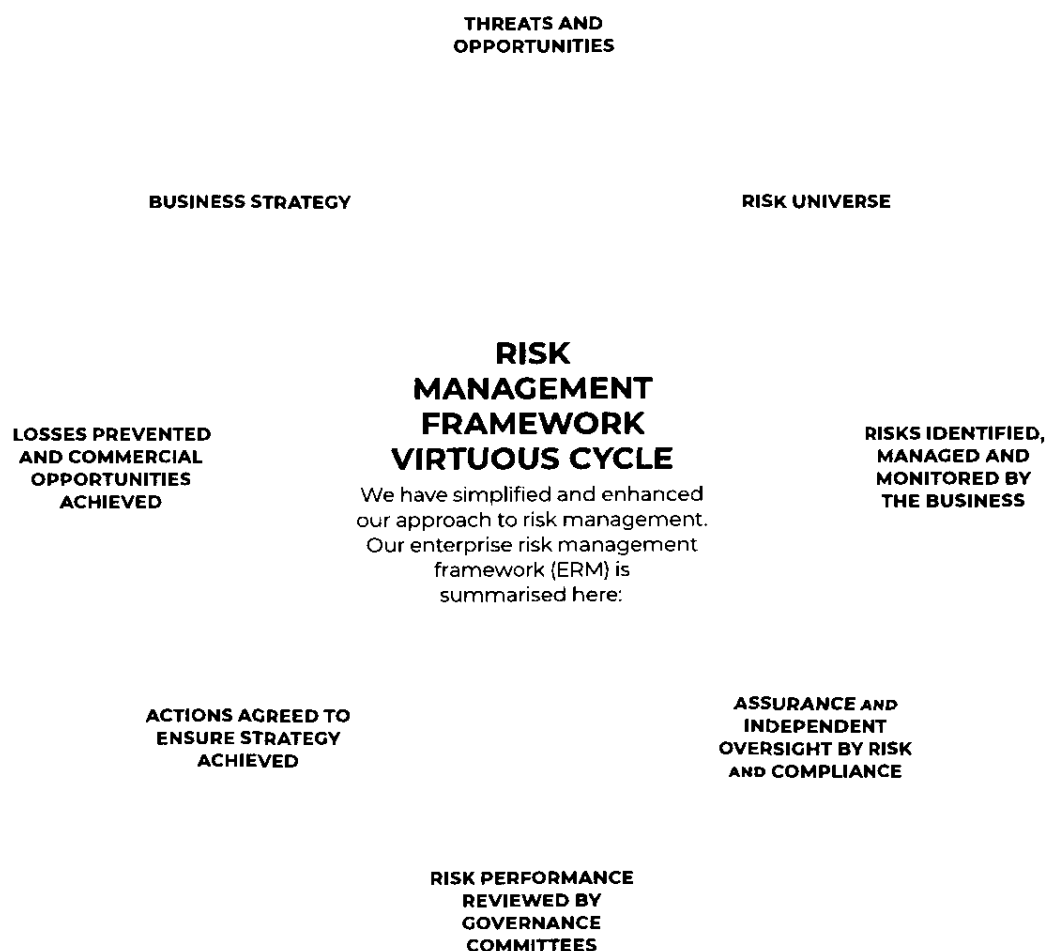 THREATS AND
OPPORTUNITIES
BUSINESS STRATEGY
RISK UNIVERSE
RISK
MANAGEMENT
FRAMEWORK
VIRTUOUS CYCLE
We have simplified and enhanced
our approach to risk management.
Our enterprise risk management
framework (ERM) is
summarised here:
LOSSES PREVENTED
AND COMMERCIAL
OPPORTUNITIES
ACHIEVED
RISKS IDENTIFIED,
MANAGED AND
MONITORED BY
THE BUSINESS
ACTIONS AGREED TO
ENSURE STRATEGY
ACHIEVED
ASSURANCE AND
INDEPENDENT
OVERSIGHT BY RISK
AND COMPLIANCE
RISK PERFORMANCE
REVIEWED BY
GOVERNANCE
COMMITTEES